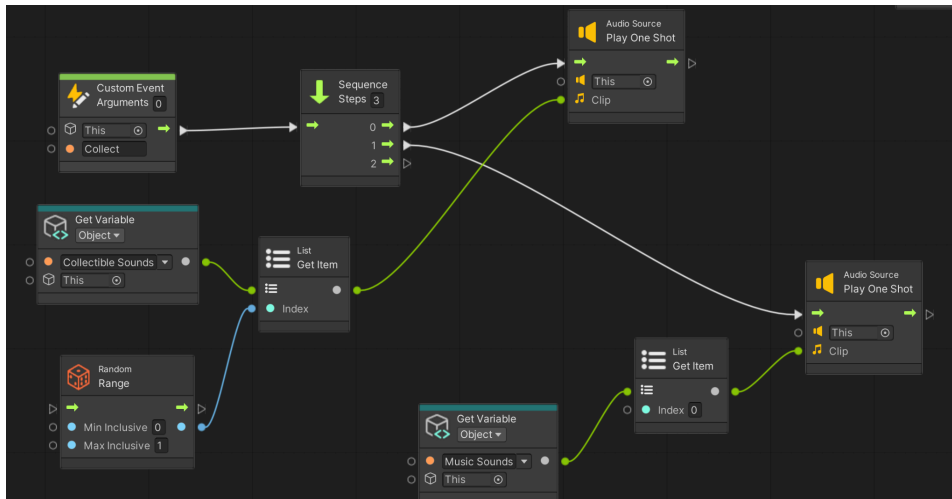 Audio Source
Play One Shot
This
Clip
Custom Event
Arguments 0
This
Collect
Sequence
Steps 3
0
1
2
Get Variable
Object
Collectible Sounds
This
List
Get Item
Index
Random
Range
Min Inclusive 0
Max Inclusive 1
Audio Source
Play One Shot
This
Clip
List
Get Item
Index 0
Get Variable
Object
Music Sounds
This